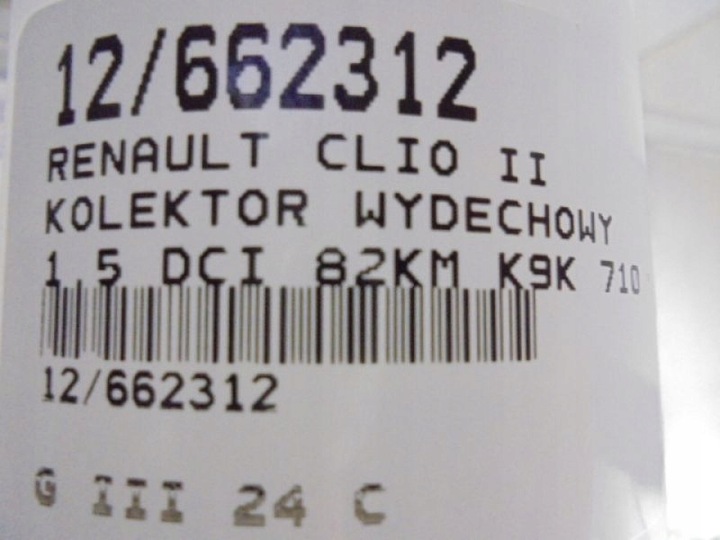 12/662312
RENAULT CLIO II
KOLEKTOR WYDECHOWY
1.5 DCI 82KM K9K 710
12/662312
G III 24 C